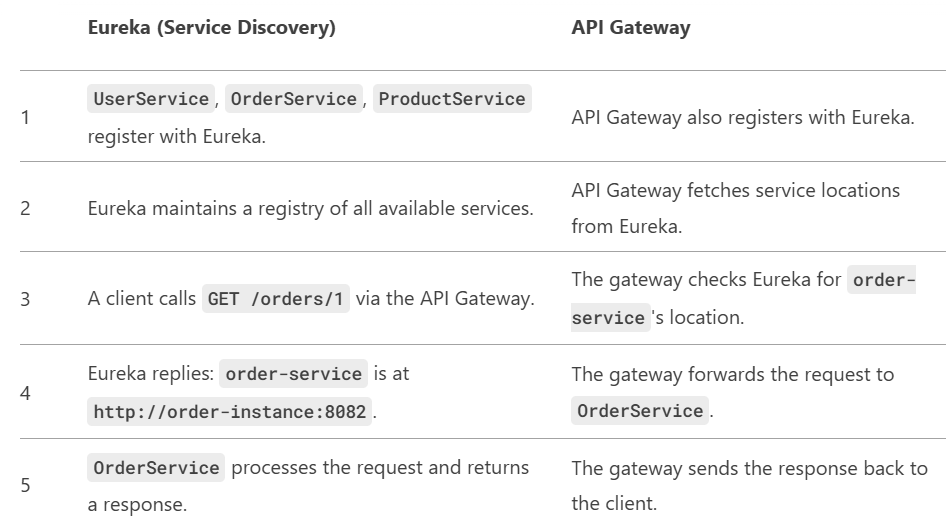 Eureka (Service Discovery) API Gateway
1 UserService, OrderService, ProductService
register with Eureka.
API Gateway also registers with Eureka.
2 Eureka maintains a registry of all available services.
API Gateway fetches service locations
from Eureka.
3 A client calls GET /orders/1 via the API Gateway.
The gateway checks Eureka for order-
service's location.
4 Eureka replies: order-service is at
http://order-instance:8082.
The gateway forwards the request to
OrderService.
5 OrderService processes the request and returns
a response.
The gateway sends the response back to
the client.